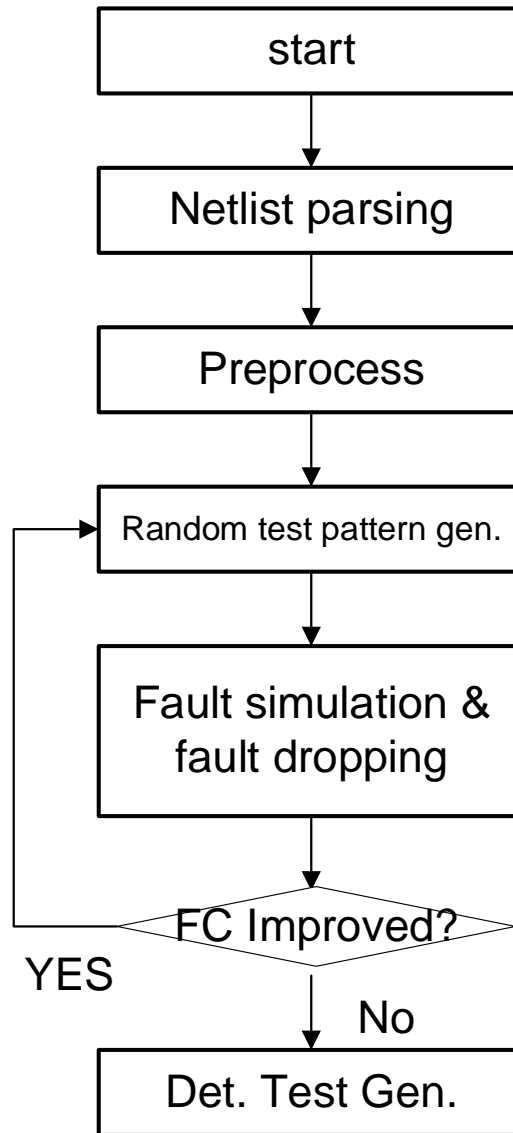 start
Netlist parsing
Preprocess
Random test pattern gen.
Fault simulation &
fault dropping
FC Improved?
YES
No
Det. Test Gen.